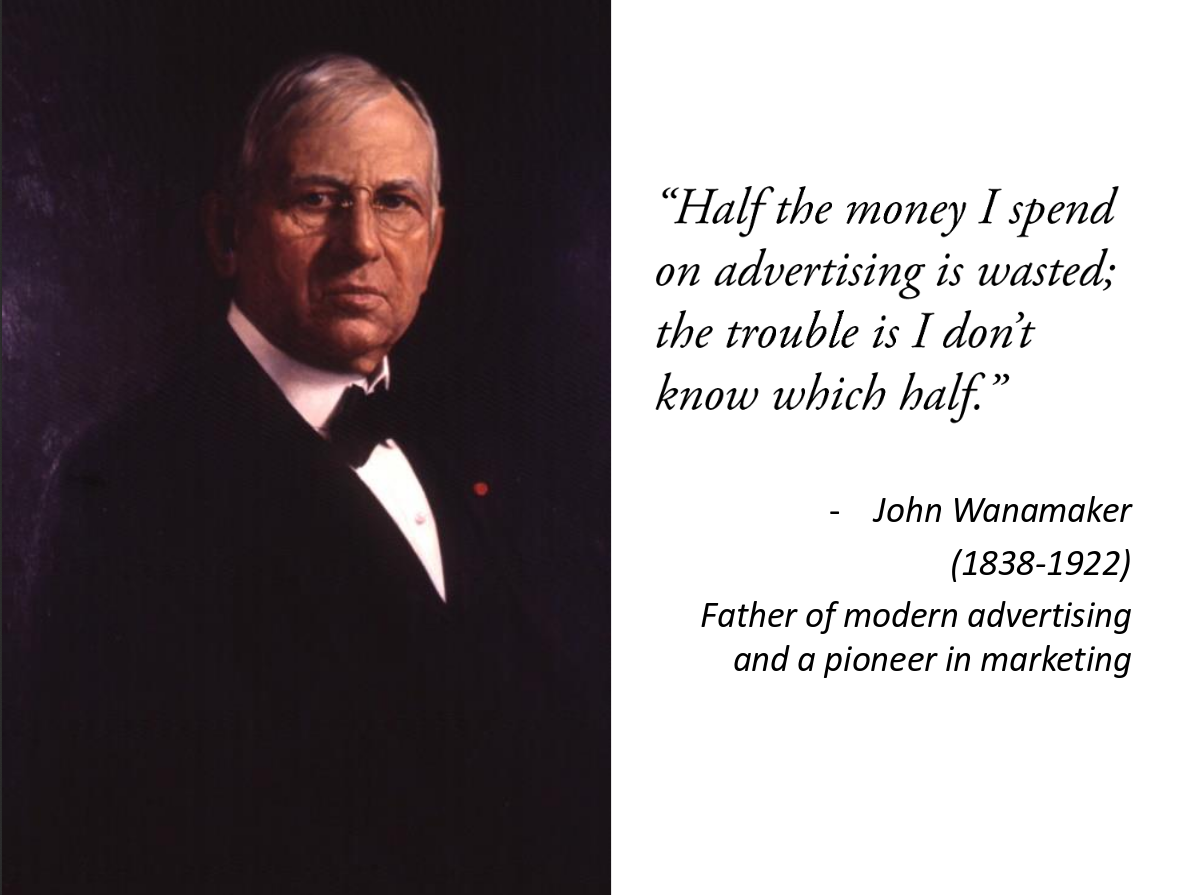 “Half the money I spend
on advertising is wasted;
the trouble is I don’t
know which half.”
- John Wanamaker
(1838-1922)
Father of modern advertising
and a pioneer in marketing